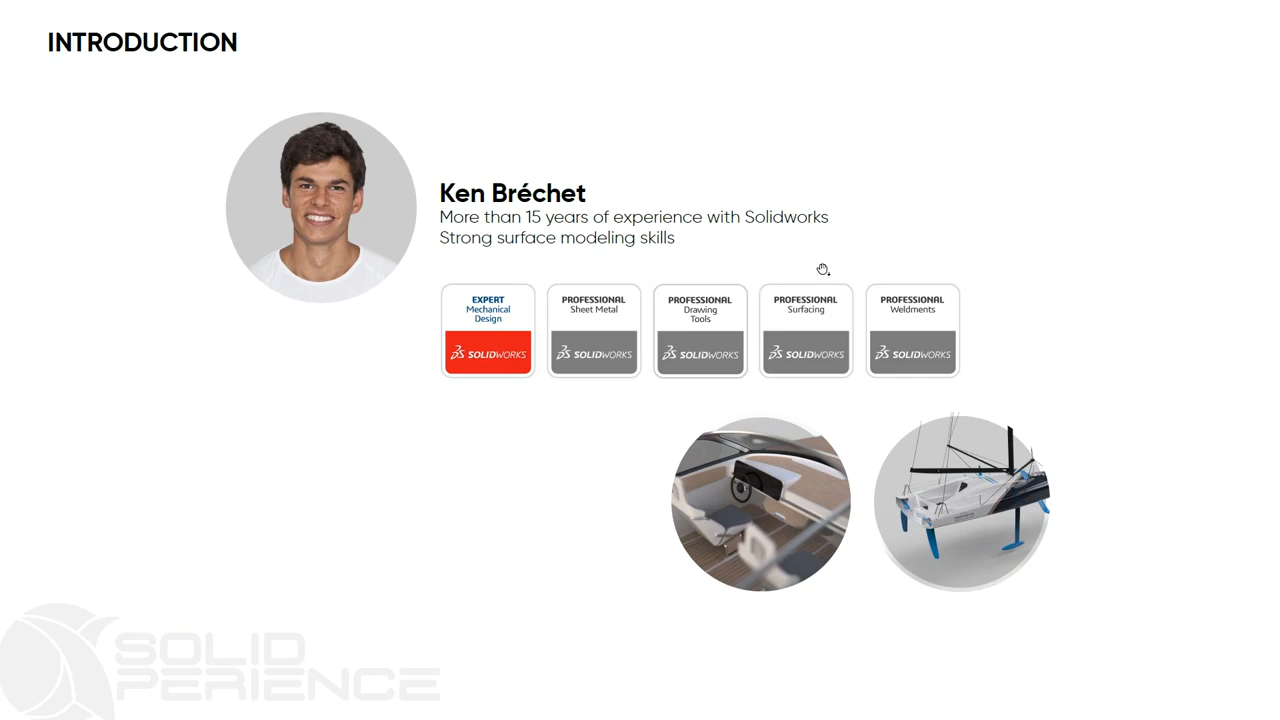 INTRODUCTION
Ken Bréchet
More than 15 years of experience with Solidworks
Strong surface modeling skills
EXPERT
Mechanical
Design
SOLIDWORKS
PROFESSIONAL
Sheet Metal
SOLIDWORKS
PROFESSIONAL
Drawing
Tools
SOLIDWORKS
PROFESSIONAL
Surfacing
SOLIDWORKS
PROFESSIONAL
Weldments
SOLIDWORKS
SOLID
XPERIENCE